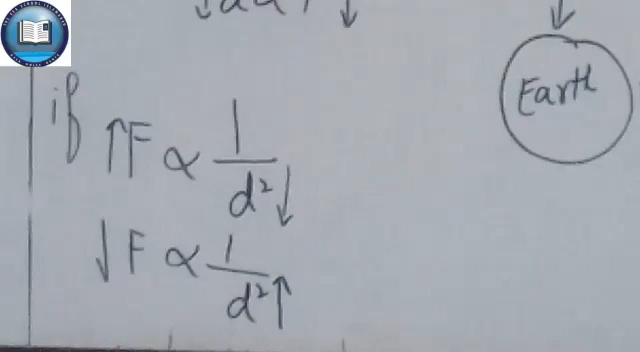 Earth
if ↑F ∝ 1/d²↓
↓F ∝ 1/d²↑